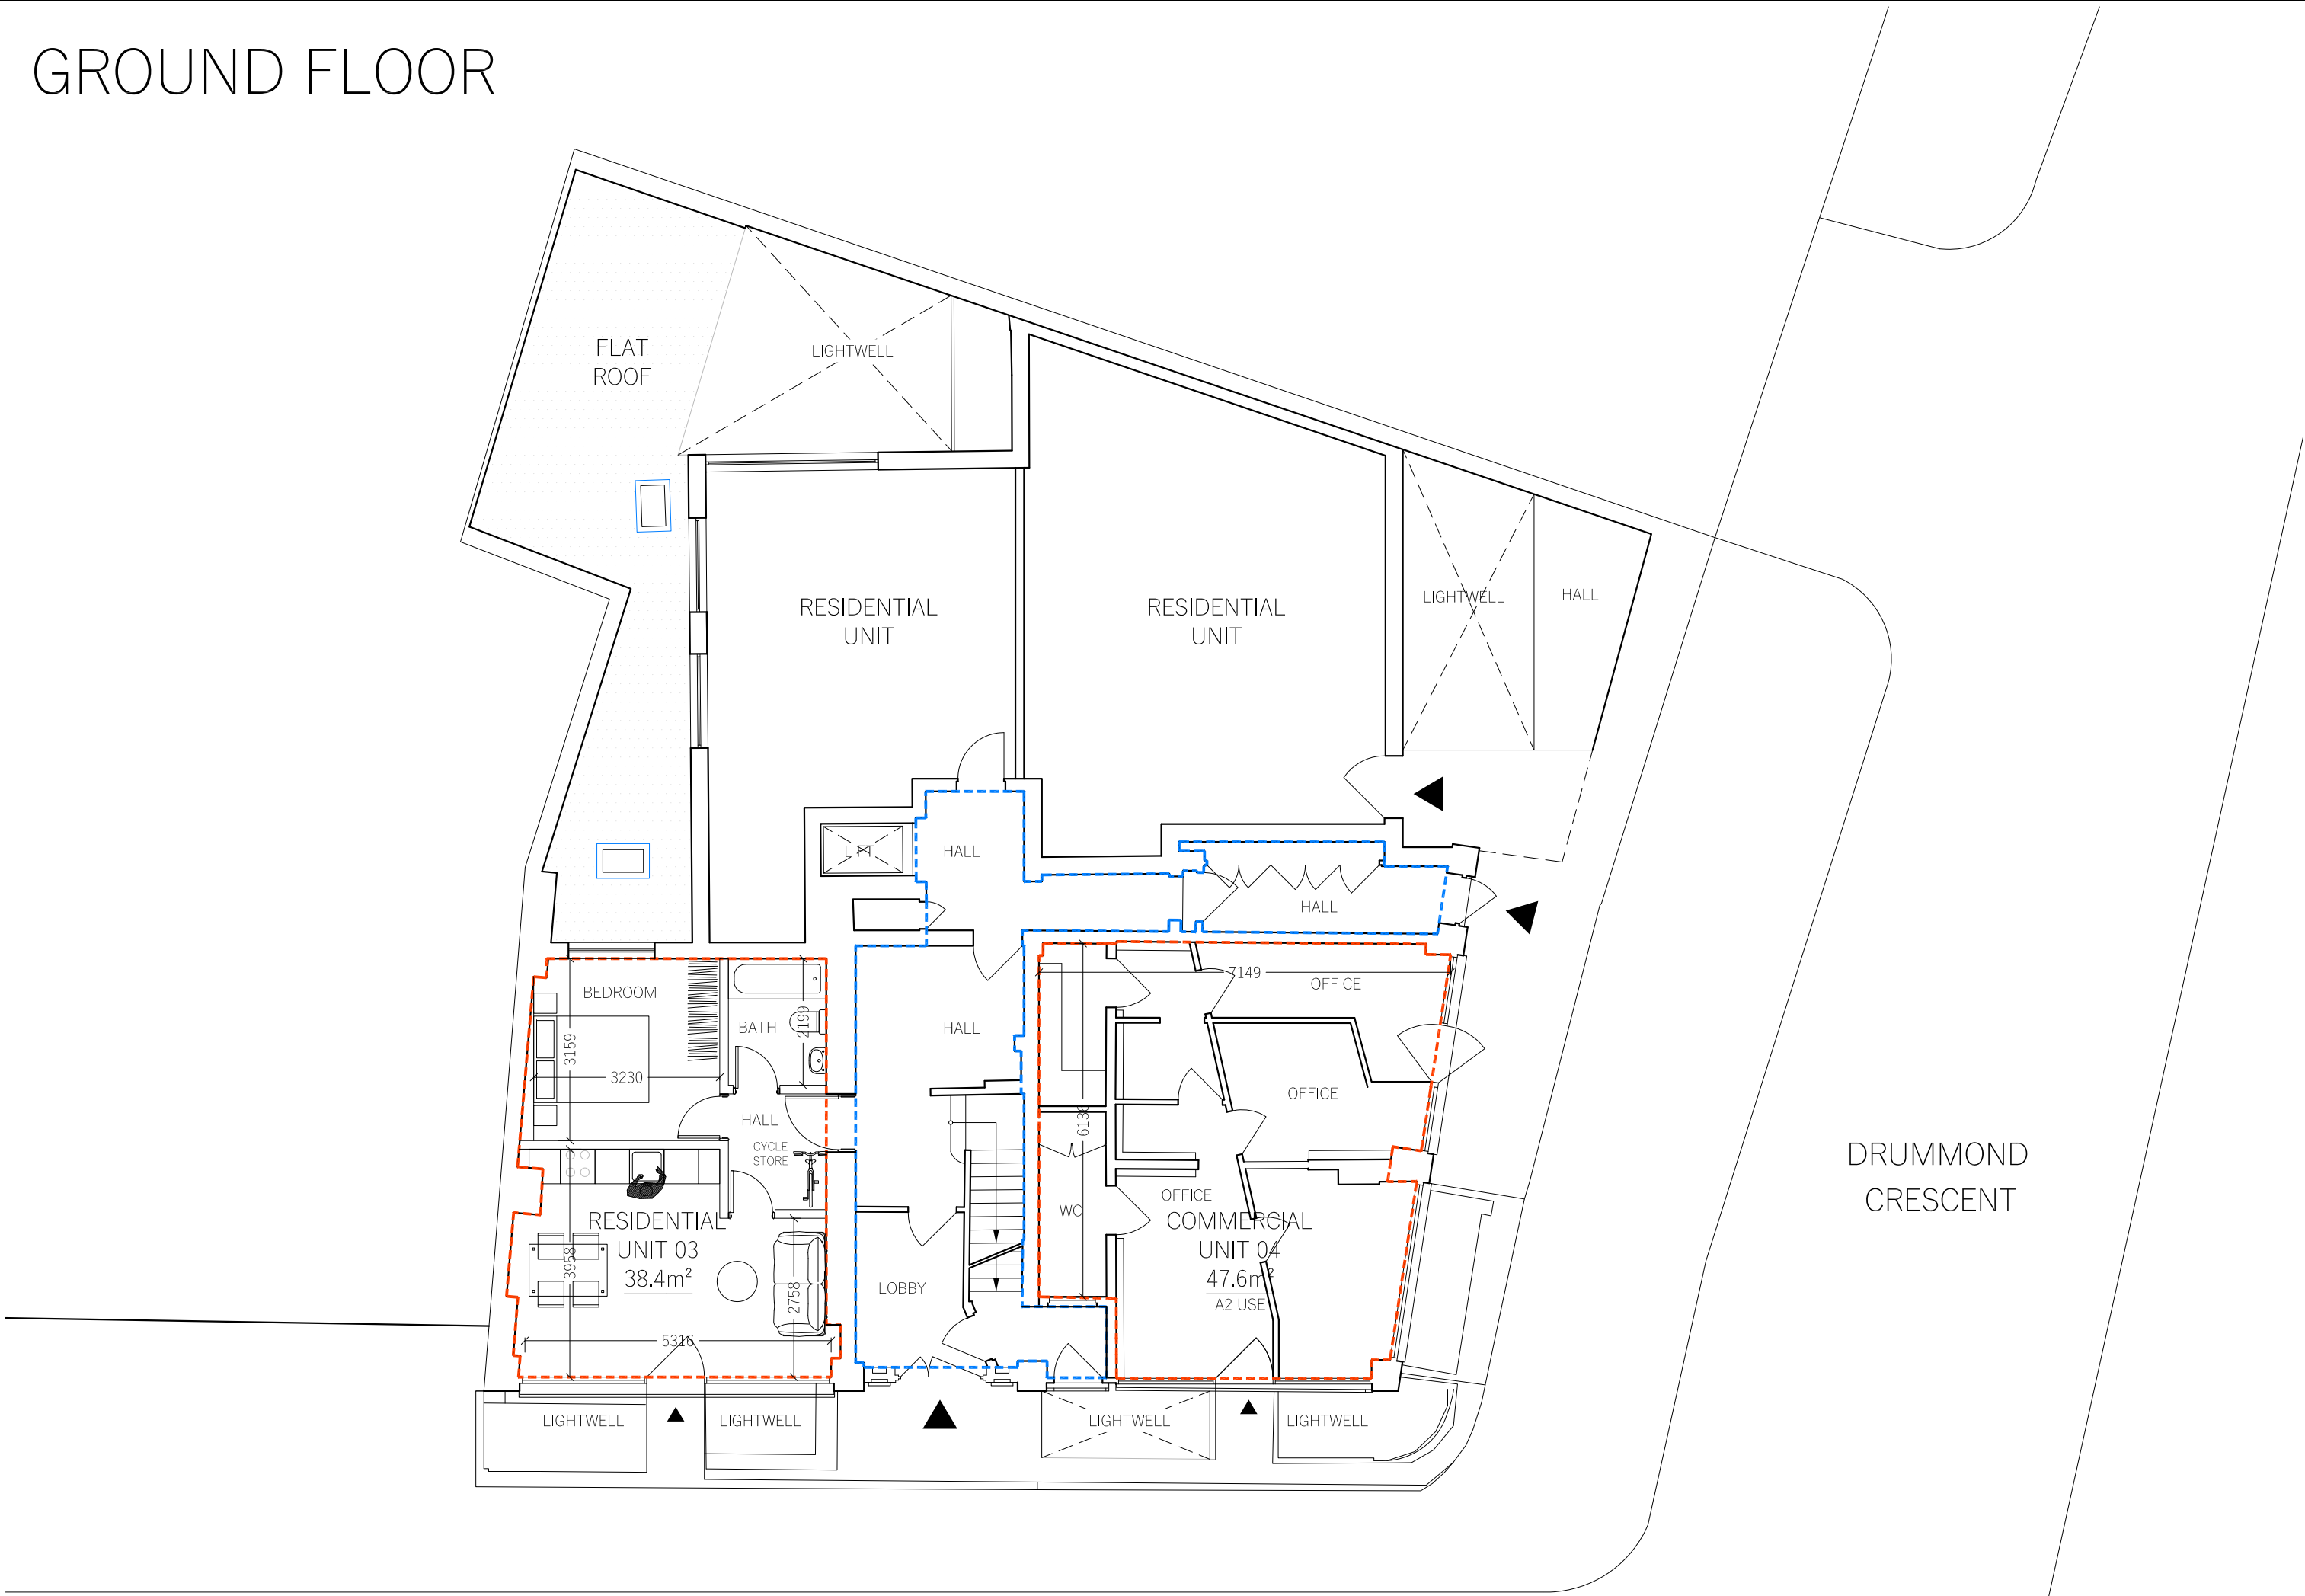 GROUND FLOOR
FLAT
ROOF
LIGHTWELL
RESIDENTIAL
UNIT
RESIDENTIAL
UNIT
LIGHTWELL
HALL
LIFT
HALL
HALL
BEDROOM
BATH
2199
3159
3230
HALL
CYCLE
STORE
HALL
7149
OFFICE
OFFICE
6136
WC
OFFICE
RESIDENTIAL
UNIT 03
38.4m²
3958
2758
5316
LOBBY
COMMERCIAL
UNIT 04
47.6m²
A2 USE
DRUMMOND
CRESCENT
LIGHTWELL
LIGHTWELL
LIGHTWELL
LIGHTWELL